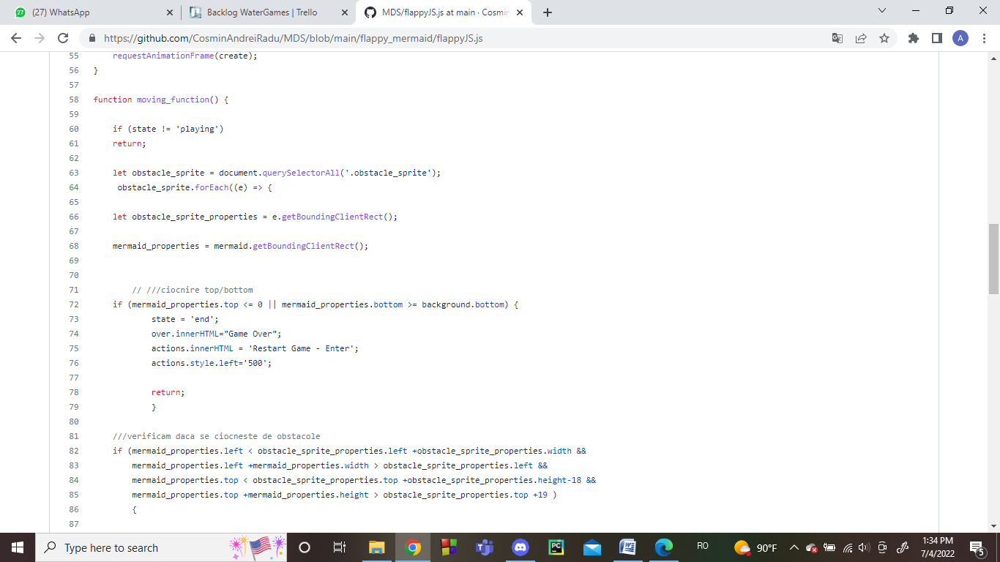 27 (27) WhatsApp
Backlog WaterGames | Trello
MDS/flappyJS.js at main · Cosmin
https://github.com/CosminAndreiRadu/MDS/blob/main/flappy_mermaid/flappyJS.js
A
55 requestAnimationFrame(create);
56 }
57
58 function moving_function() {
59
60 if (state != 'playing')
61 return;
62
63 let obstacle_sprite = document.querySelectorAll('.obstacle_sprite');
64 obstacle_sprite.forEach((e) => {
65
66 let obstacle_sprite_properties = e.getBoundingClientRect();
67
68 mermaid_properties = mermaid.getBoundingClientRect();
69
70
71 // ///ciocnire top/bottom
72 if (mermaid_properties.top <= 0 || mermaid_properties.bottom >= background.bottom) {
73 state = 'end';
74 over.innerHTML="Game Over";
75 actions.innerHTML = 'Restart Game - Enter';
76 actions.style.left='500';
77
78 return;
79 }
80
81 ///verificam daca se ciocneste de obstacole
82 if (mermaid_properties.left < obstacle_sprite_properties.left +obstacle_sprite_properties.width &&
83 mermaid_properties.left +mermaid_properties.width > obstacle_sprite_properties.left &&
84 mermaid_properties.top < obstacle_sprite_properties.top +obstacle_sprite_properties.height-18 &&
85 mermaid_properties.top +mermaid_properties.height > obstacle_sprite_properties.top +19 )
86 {
87
Type here to search
PC
RO
90°F
1:34 PM
7/4/2022
5